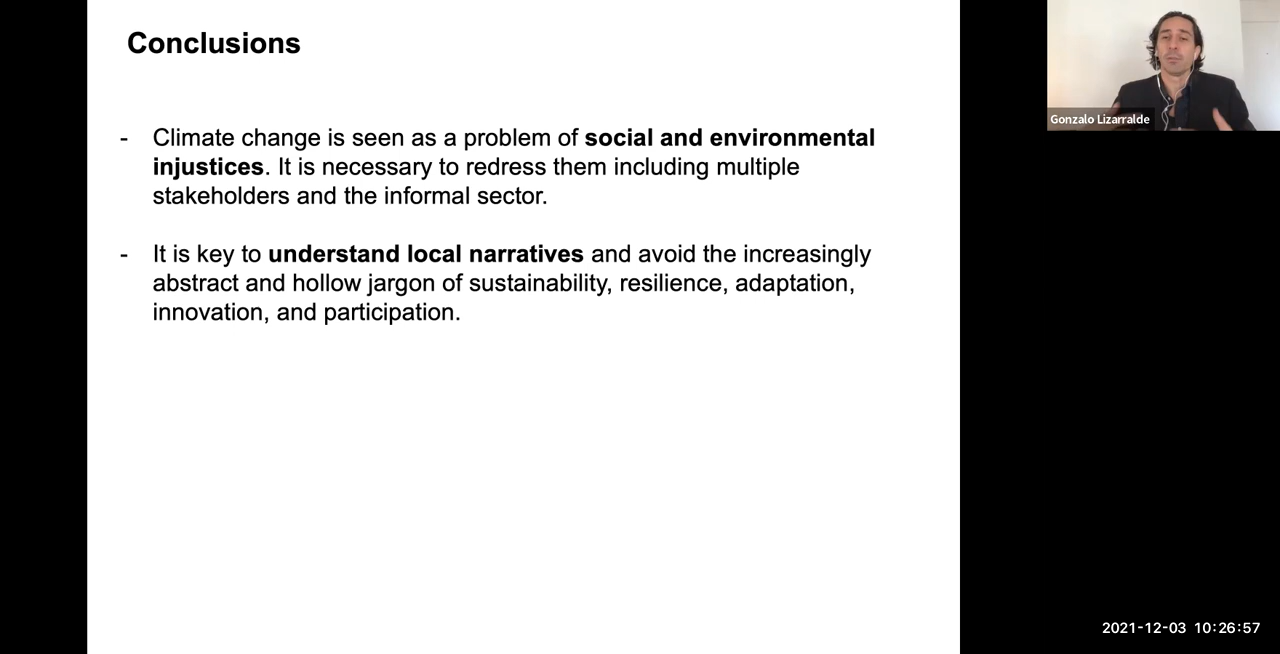 Conclusions
- Climate change is seen as a problem of social and environmental
injustices. It is necessary to redress them including multiple
stakeholders and the informal sector.
- It is key to understand local narratives and avoid the increasingly
abstract and hollow jargon of sustainability, resilience, adaptation,
innovation, and participation.
Gonzalo Lizarralde
2021-12-03 10:26:57